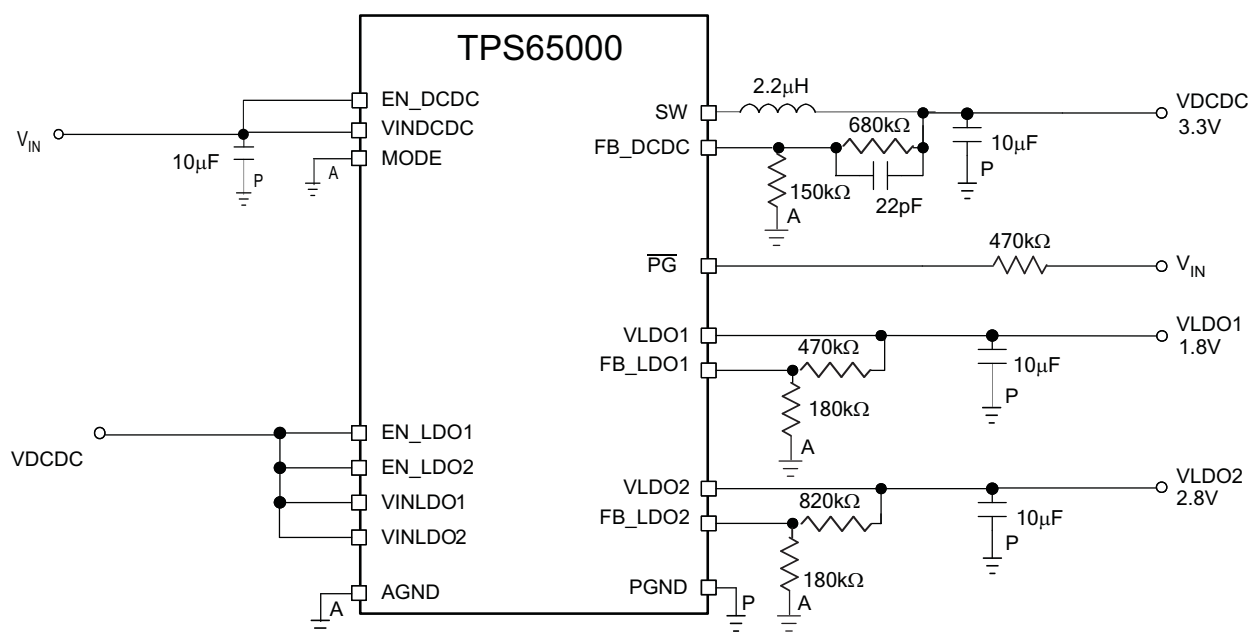 TPS65000
EN_DCDC
VINDCDC
MODE
V_IN
10μF
P
A
SW
2.2μH
FB_DCDC
680kΩ
22pF
150kΩ
A
10μF
P
VDCDC
3.3V
PG
470kΩ
V_IN
VLDO1
FB_LDO1
470kΩ
180kΩ
A
10μF
P
VLDO1
1.8V
VDCDC
EN_LDO1
EN_LDO2
VINLDO1
VINLDO2
AGND
A
VLDO2
FB_LDO2
820kΩ
180kΩ
A
10μF
P
VLDO2
2.8V
PGND
P